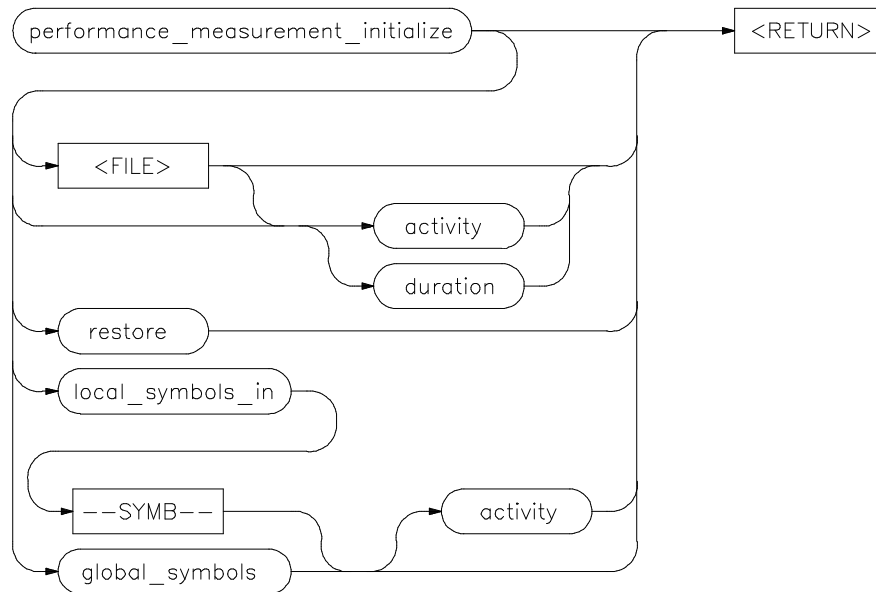 performance_measurement_initialize
<RETURN>
<FILE>
activity
duration
restore
local_symbols_in
--SYMB--
activity
global_symbols